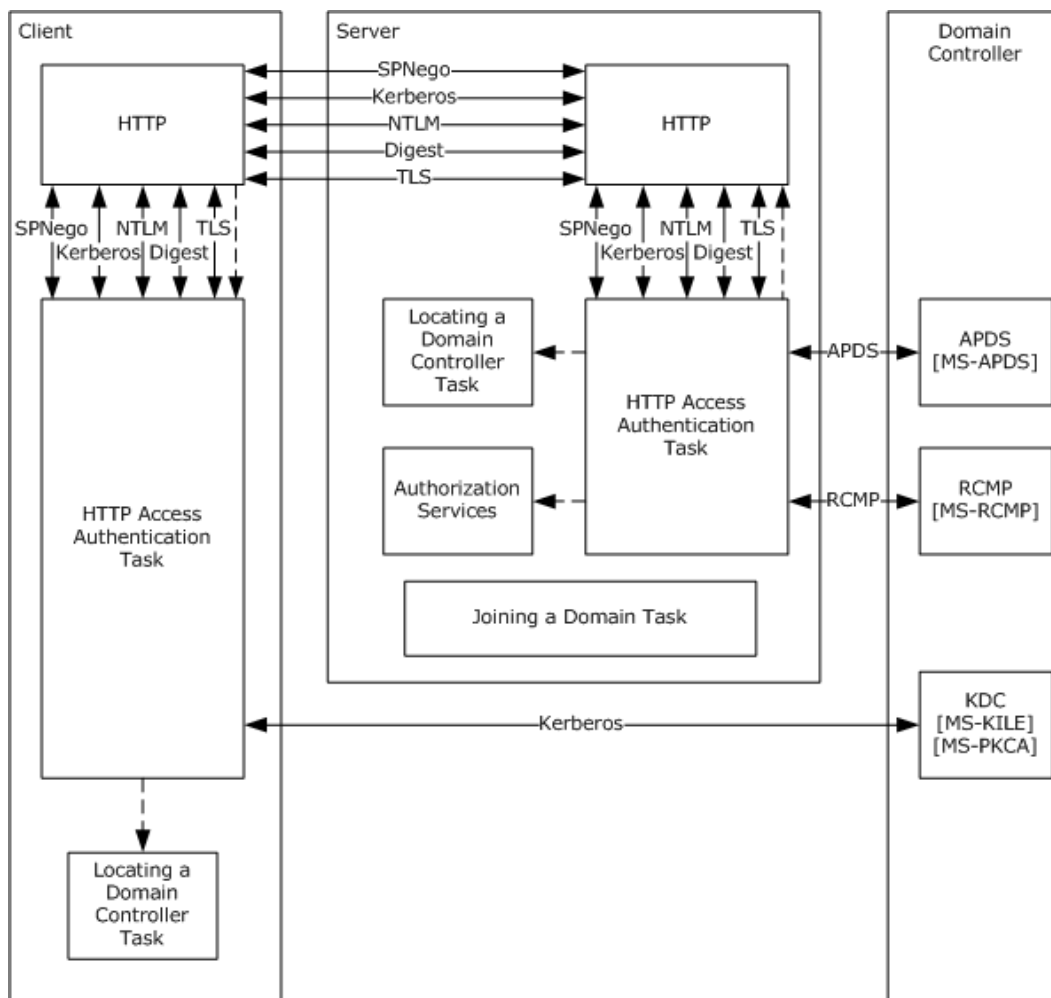 Client
Server
Domain
Controller
HTTP
SPNego
Kerberos
NTLM
Digest
TLS
HTTP
SPNego
NTLM
TLS
Kerberos
Digest
SPNego
NTLM
TLS
Kerberos
Digest
HTTP Access
Authentication
Task
Locating a
Domain
Controller
Task
Authorization
Services
HTTP Access
Authentication
Task
APDS
APDS
[MS-APDS]
RCMP
RCMP
[MS-RCMP]
Joining a Domain Task
Kerberos
KDC
[MS-KILE]
[MS-PKCA]
Locating a
Domain
Controller
Task